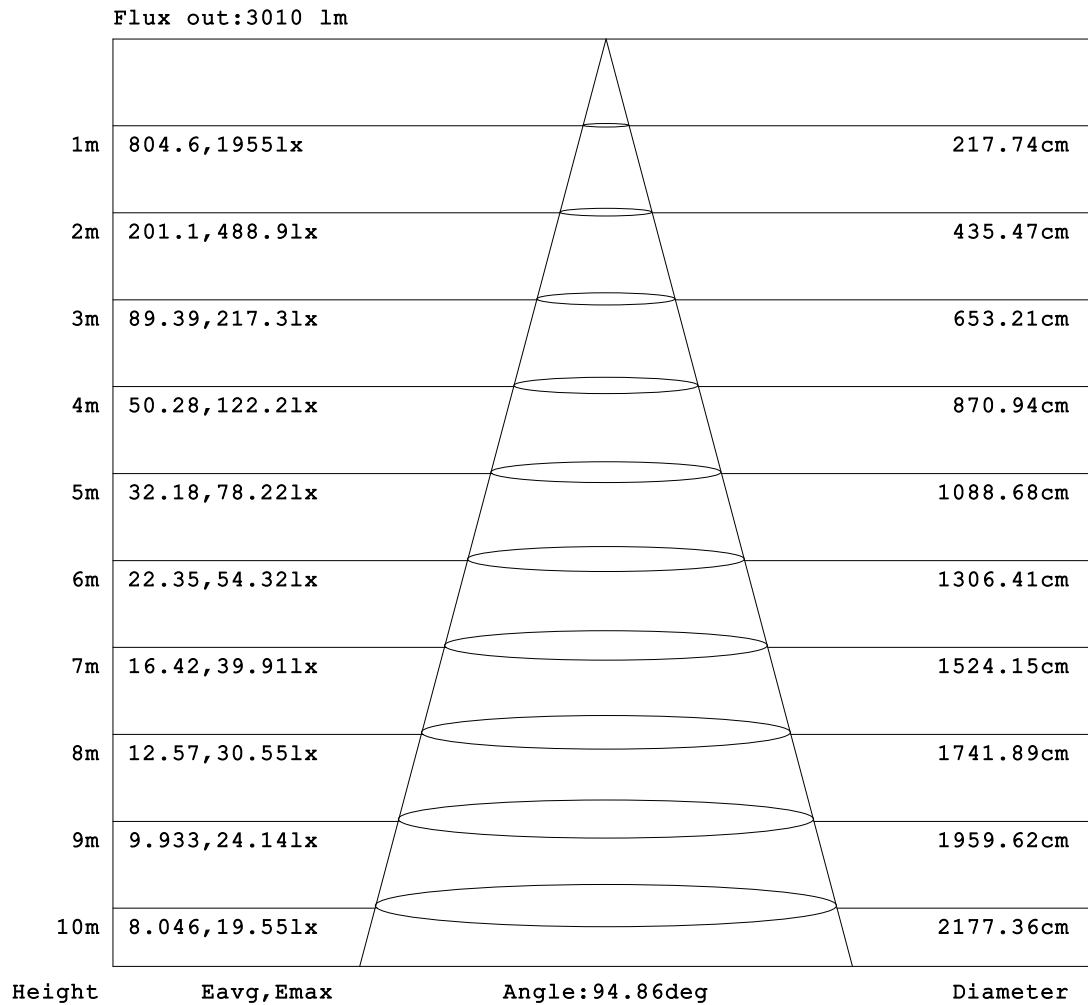 Flux out:3010 lm
1m 804.6,1955lx 217.74cm
2m 201.1,488.9lx 435.47cm
3m 89.39,217.3lx 653.21cm
4m 50.28,122.2lx 870.94cm
5m 32.18,78.22lx 1088.68cm
6m 22.35,54.32lx 1306.41cm
7m 16.42,39.91lx 1524.15cm
8m 12.57,30.55lx 1741.89cm
9m 9.933,24.14lx 1959.62cm
10m 8.046,19.55lx 2177.36cm
Height Eavg,Emax Angle:94.86deg Diameter